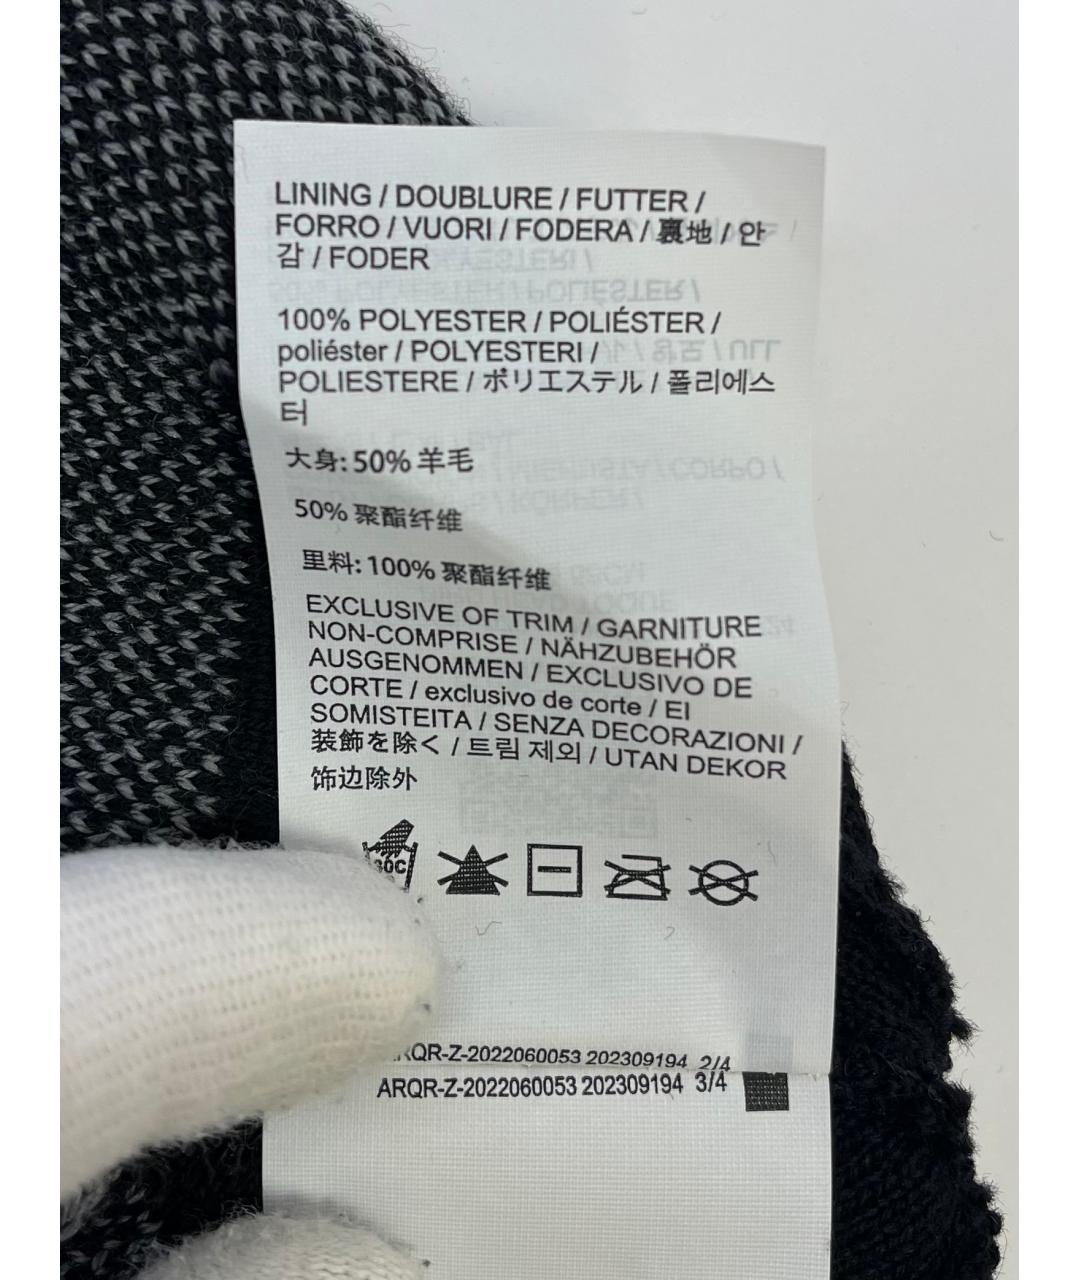 LINING / DOUBLURE / FUTTER /
FORRO / VUORI / FODERA / 裏地 / 안
감 / FODER
100% POLYESTER / POLIÉSTER /
poliéster / POLYESTERI /
POLIESTERE / ポリエステル / 폴리에스
터
大身: 50% 羊毛
50% 聚酯纤维
里料: 100% 聚酯纤维
EXCLUSIVE OF TRIM / GARNITURE
NON-COMPRISE / NÄHZUBEHÖR
AUSGENOMMEN / EXCLUSIVO DE
CORTE / exclusivo de corte / EI
SOMISTEITA / SENZA DECORAZIONI /
装飾を除く / 트림 제외 / UTAN DEKOR
饰边除外
30C
RQR-Z-2022060053 202309194 2/4
ARQR-Z-2022060053 202309194 3/4